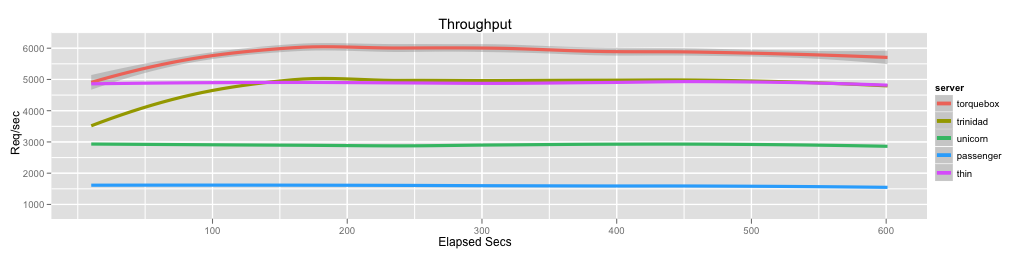 Throughput
Req/sec
6000
5000
4000
3000
2000
1000
100 200 300 400 500 600
Elapsed Secs
server
torquebox
trinidad
unicorn
passenger
thin